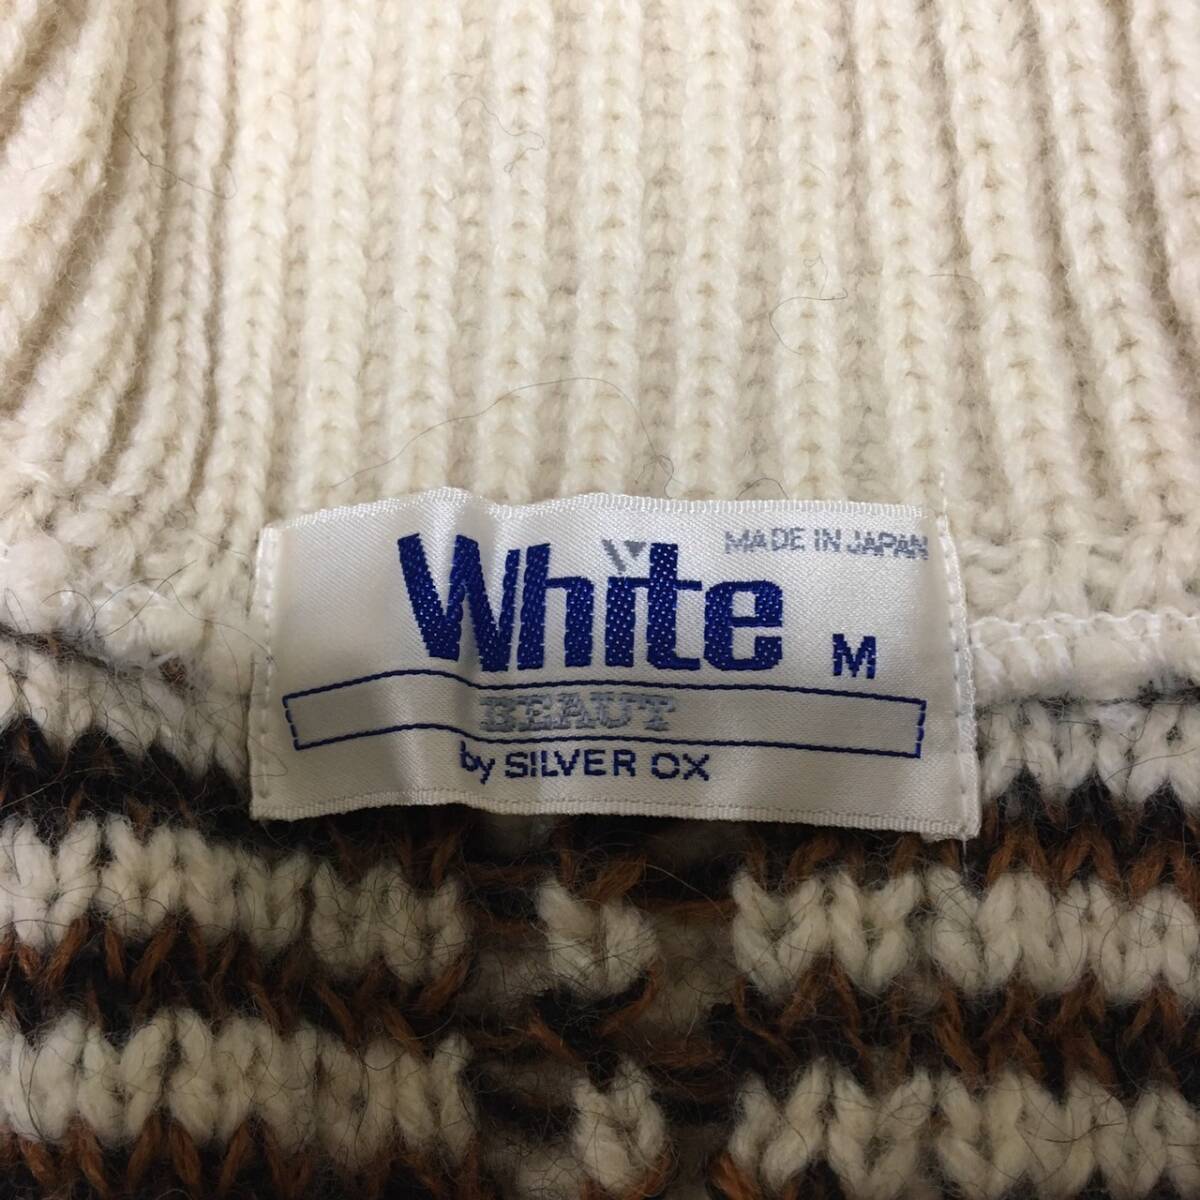 MADE IN JAPAN
White
M
BEAUT
by SILVER OX